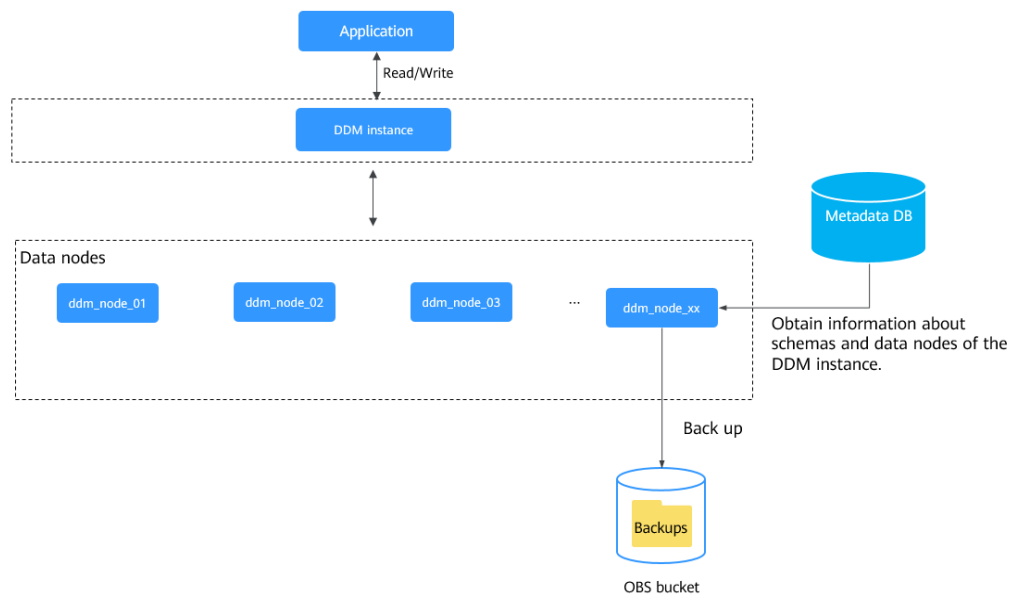 Application
Read/Write
DDM instance
Metadata DB
Data nodes
ddm_node_01
ddm_node_02
ddm_node_03
...
ddm_node_xx
Obtain information about
schemas and data nodes of the
DDM instance.
Back up
Backups
OBS bucket